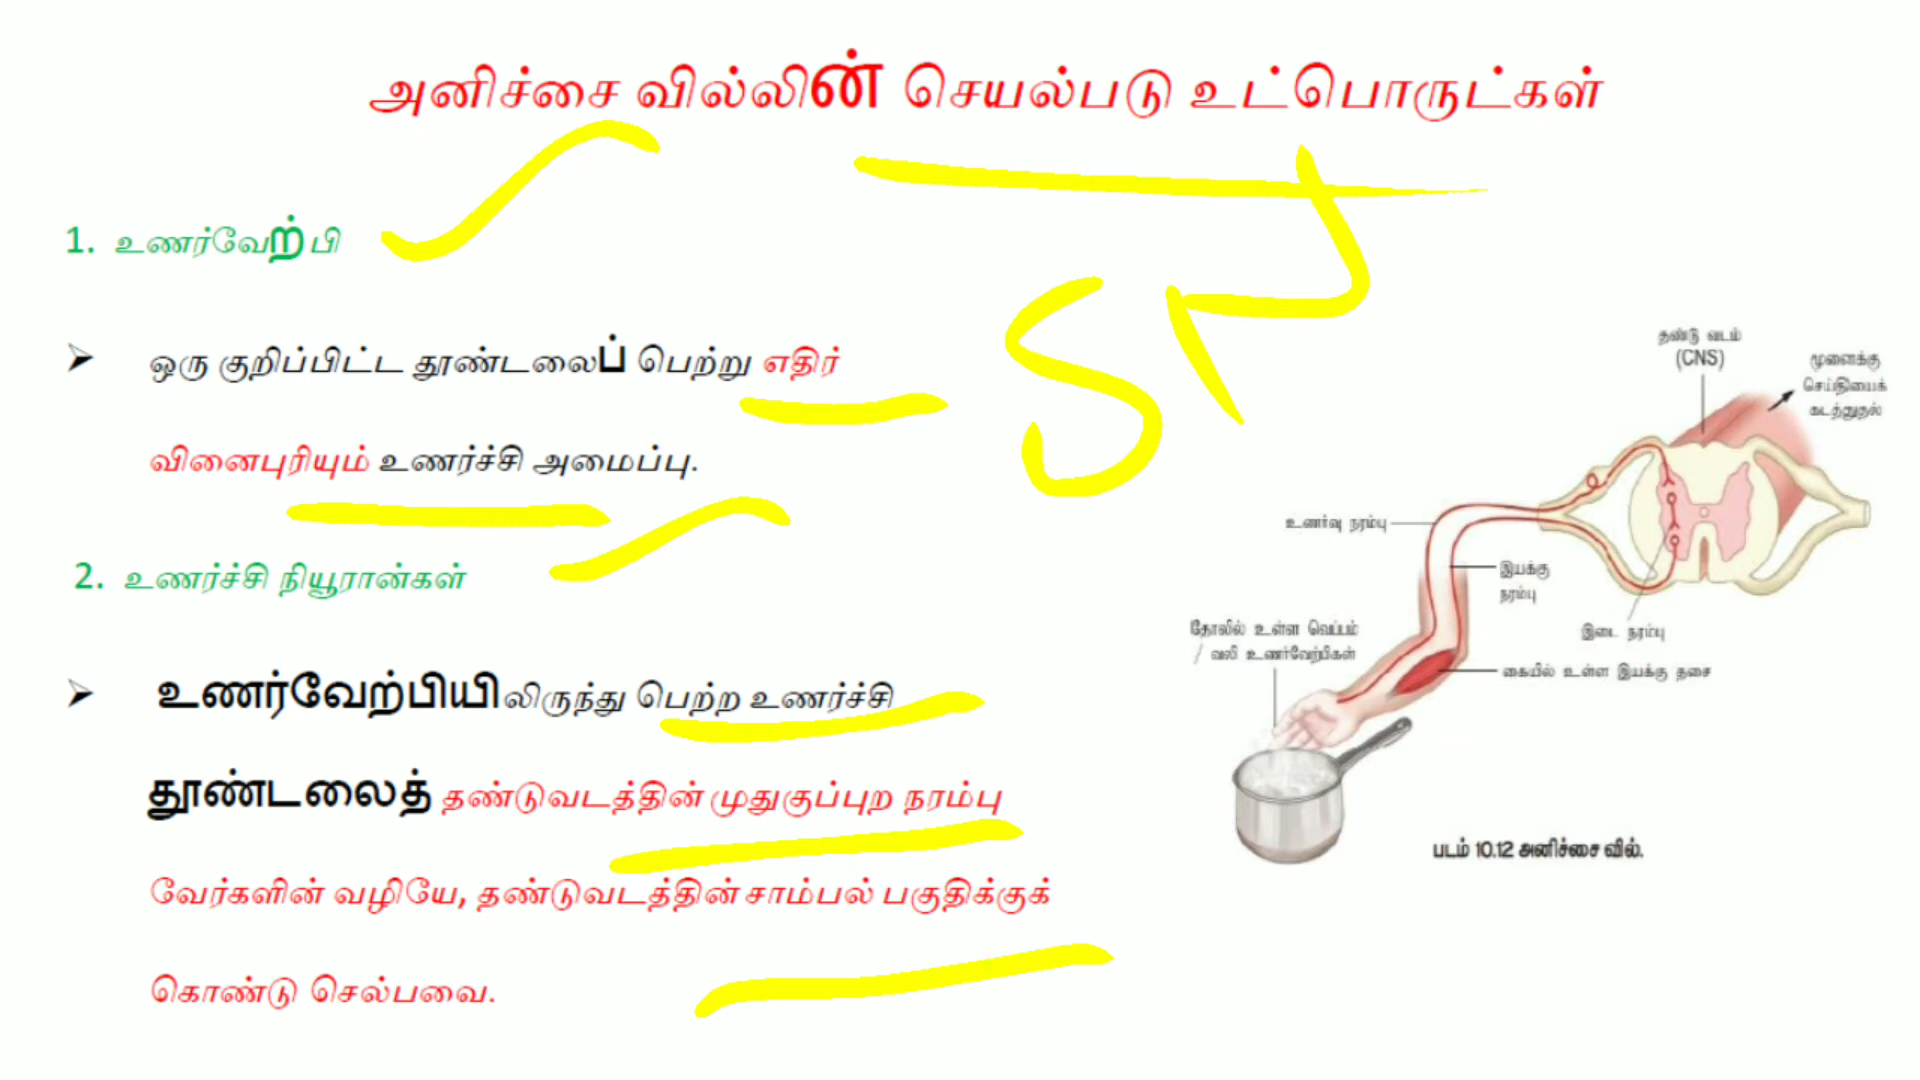 அனிச்சை வில்லின் செயல்படு உட்பொருட்கள்
1. உணர்வேற்பி
➤ ஒரு குறிப்பிட்ட தூண்டலைப் பெற்று எதிர்
வினைபுரியும் உணர்ச்சி அமைப்பு.
2. உணர்ச்சி நியூரான்கள்
➤ உணர்வேற்பியிலிருந்து பெற்ற உணர்ச்சி
தூண்டலைத் தண்டுவடத்தின் முதுகுப்புற நரம்பு
வேர்களின் வழியே, தண்டுவடத்தின் சாம்பல் பகுதிக்குக்
கொண்டு செல்பவை.
தண்டு வடம்
(CNS)
மூளைக்கு
செய்தியைக்
கடத்துதல்
உணர்வு நரம்பு
இயக்கு
நரம்பு
இடை நரம்பு
தோலில் உள்ள வெப்பம்
/ வலி உணர்வேற்பிகள்
கையில் உள்ள இயக்கு தசை
படம் 10.12 அனிச்சை வில்.